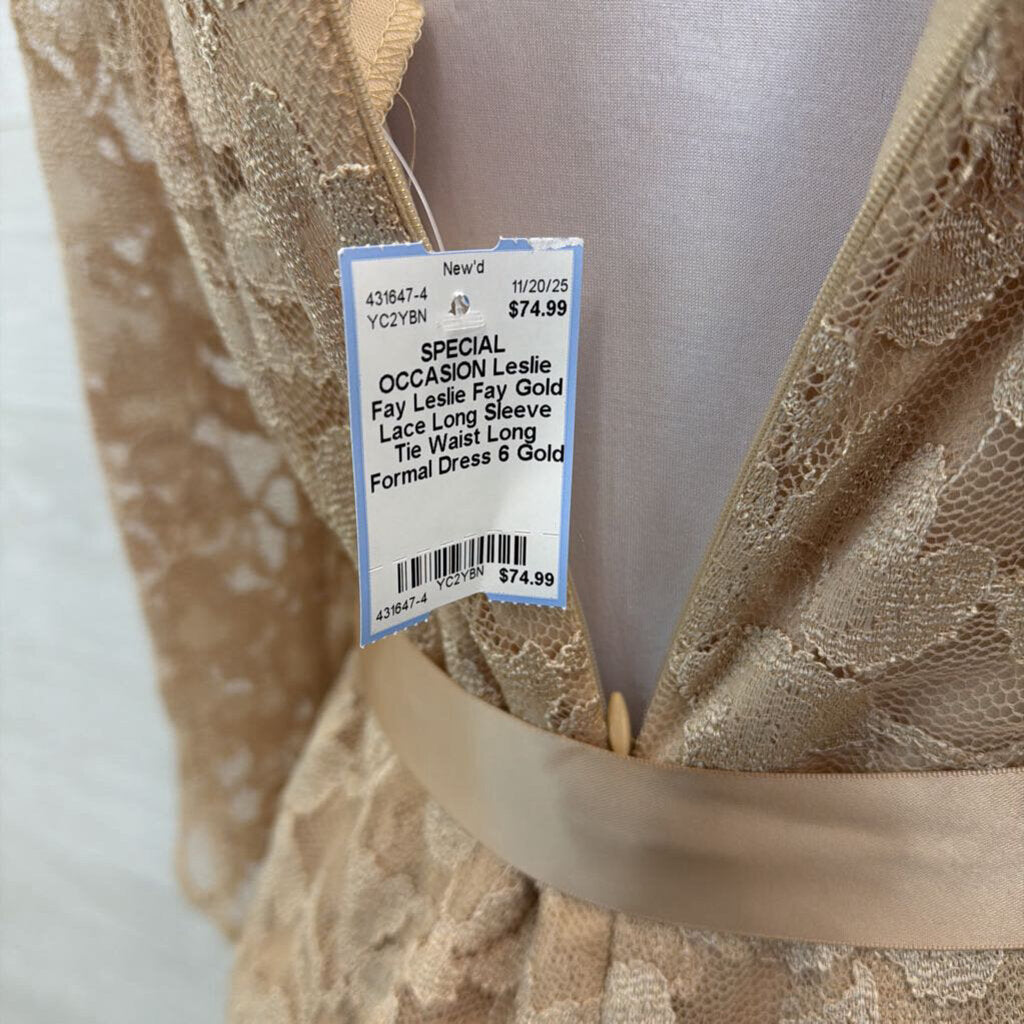 New'd
431647-4 11/20/25
YC2YBN $74.99
SPECIAL
OCCASION Leslie
Fay Leslie Fay Gold
Lace Long Sleeve
Tie Waist Long
Formal Dress 6 Gold
YC2YBN $74.99
431647-4